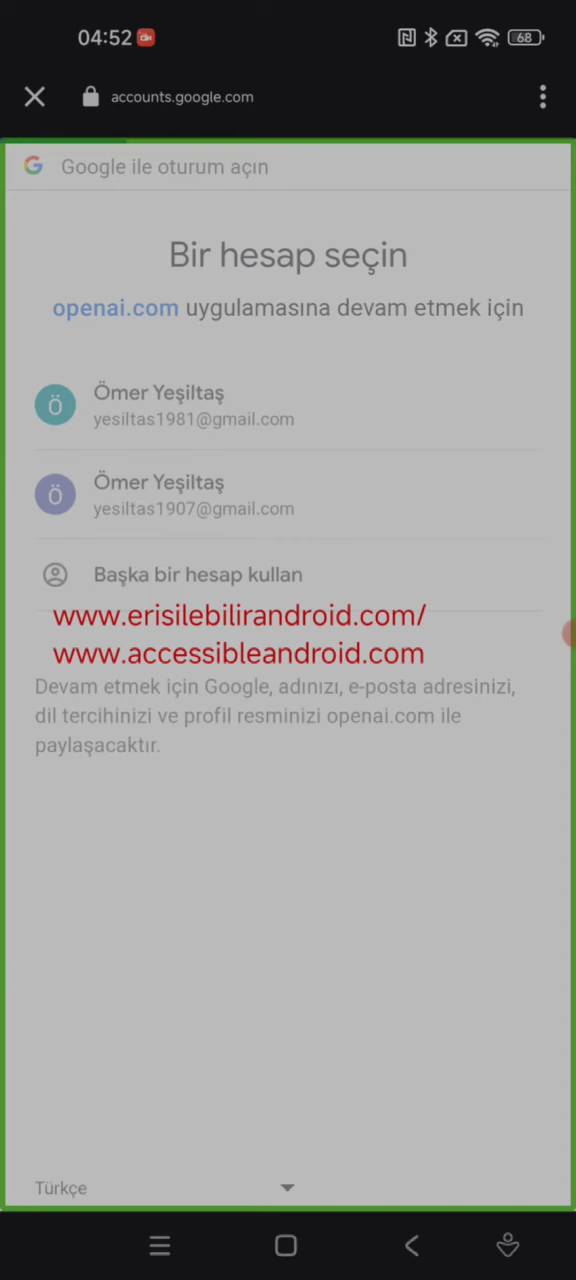 04:52
68
accounts.google.com
Google ile oturum açın
Bir hesap seçin
openai.com uygulamasına devam etmek için
Ö
Ömer Yeşiltaş
yesiltas1981@gmail.com
Ö
Ömer Yeşiltaş
yesiltas1907@gmail.com
Başka bir hesap kullan
www.erisilebilirandroid.com/
www.accessibleandroid.com
Devam etmek için Google, adınızı, e-posta adresinizi,
dil tercihinizi ve profil resminizi openai.com ile
paylaşacaktır.
Türkçe